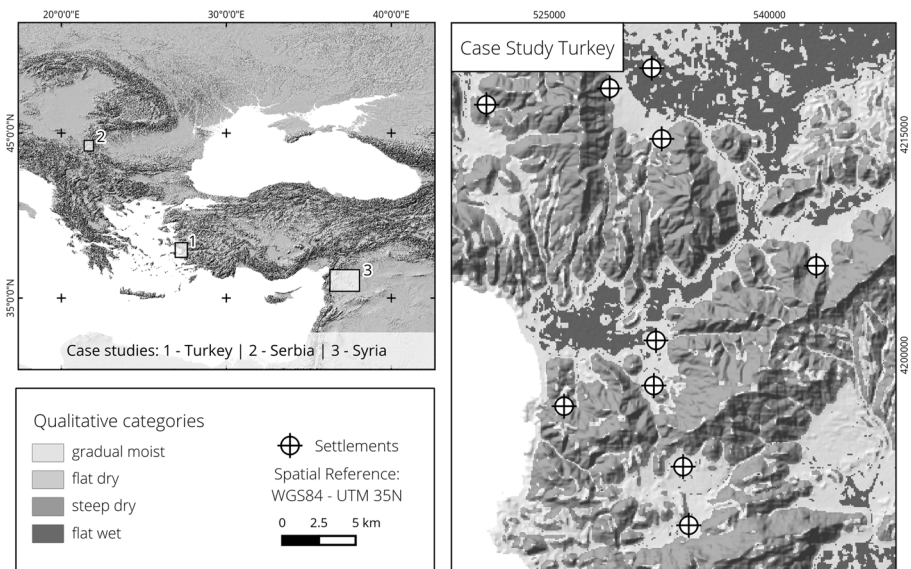 20°0'0"E 30°0'0"E 40°0'0"E
45°0'0"N
35°0'0"N
2
1
3
Case studies: 1 - Turkey | 2 - Serbia | 3 - Syria
Qualitative categories
gradual moist
flat dry
steep dry
flat wet
Settlements
Spatial Reference:
WGS84 - UTM 35N
0 2.5 5 km
525000 540000
Case Study Turkey
4215000
4200000